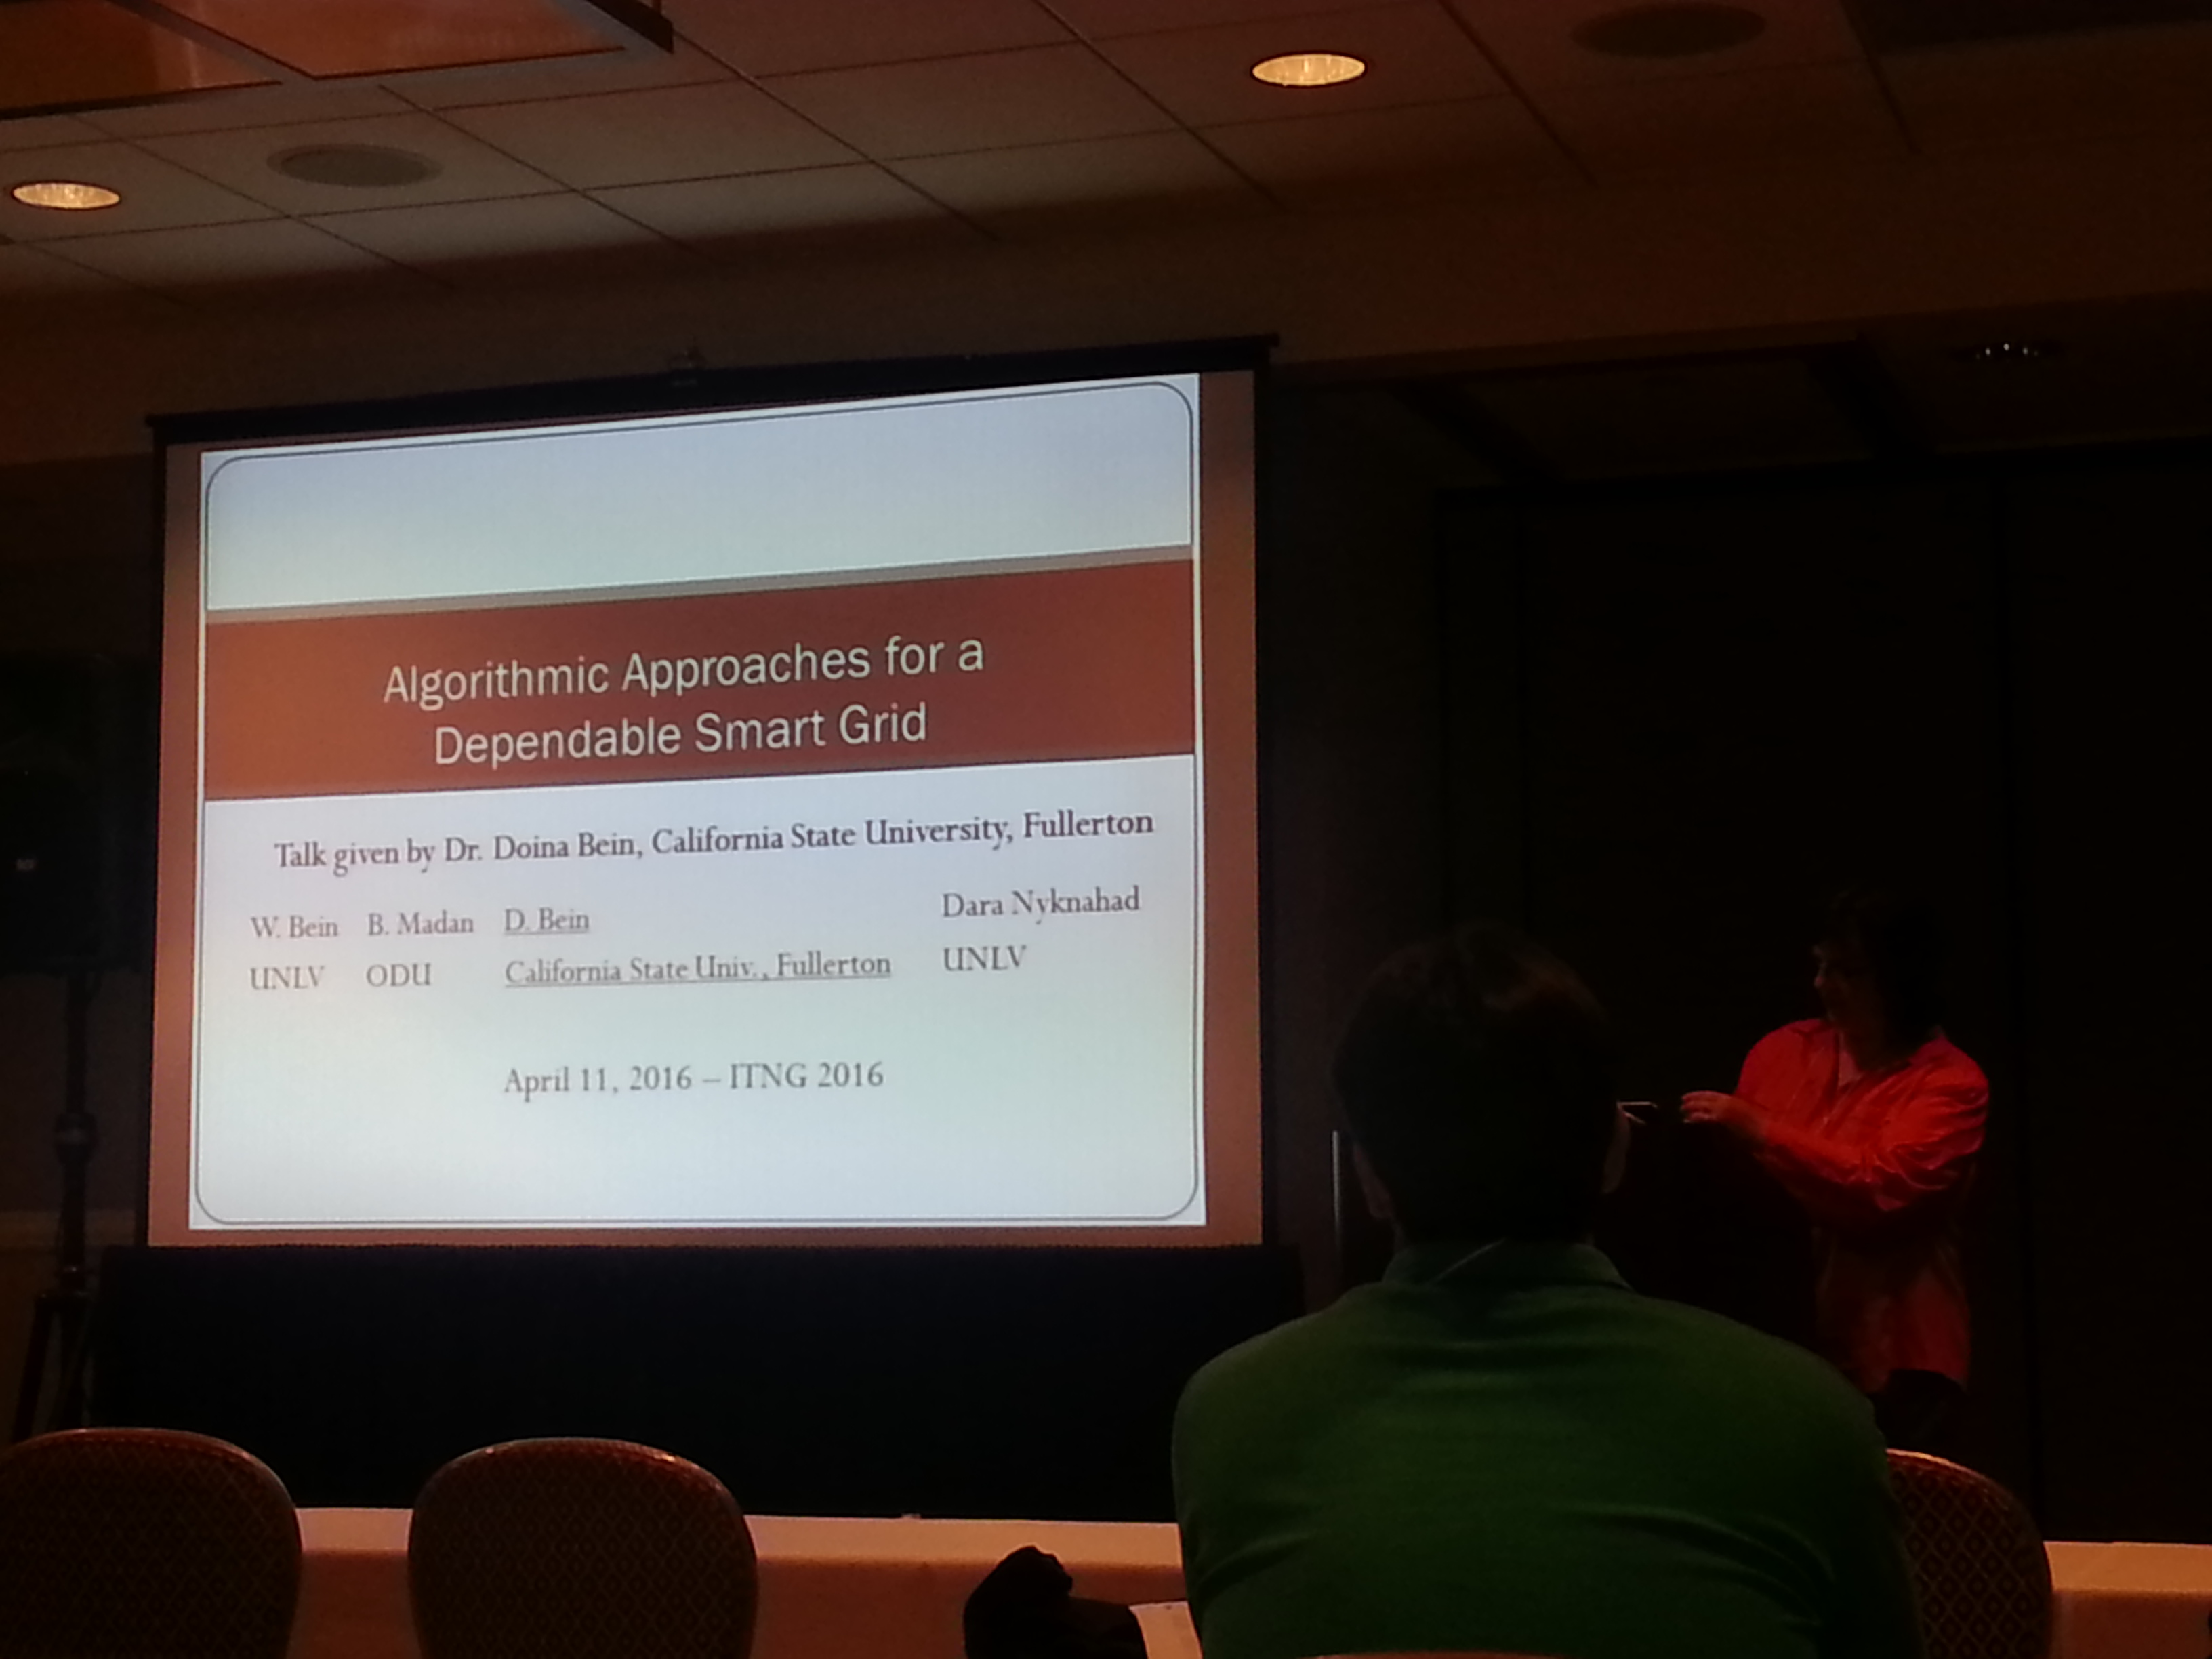 Algorithmic Approaches for a
Dependable Smart Grid
Talk given by Dr. Doina Bein, California State University, Fullerton
W. Bein B. Madan D. Bein Dara Nyknahad
UNLV ODU California State Univ., Fullerton UNLV
April 11, 2016 – ITNG 2016